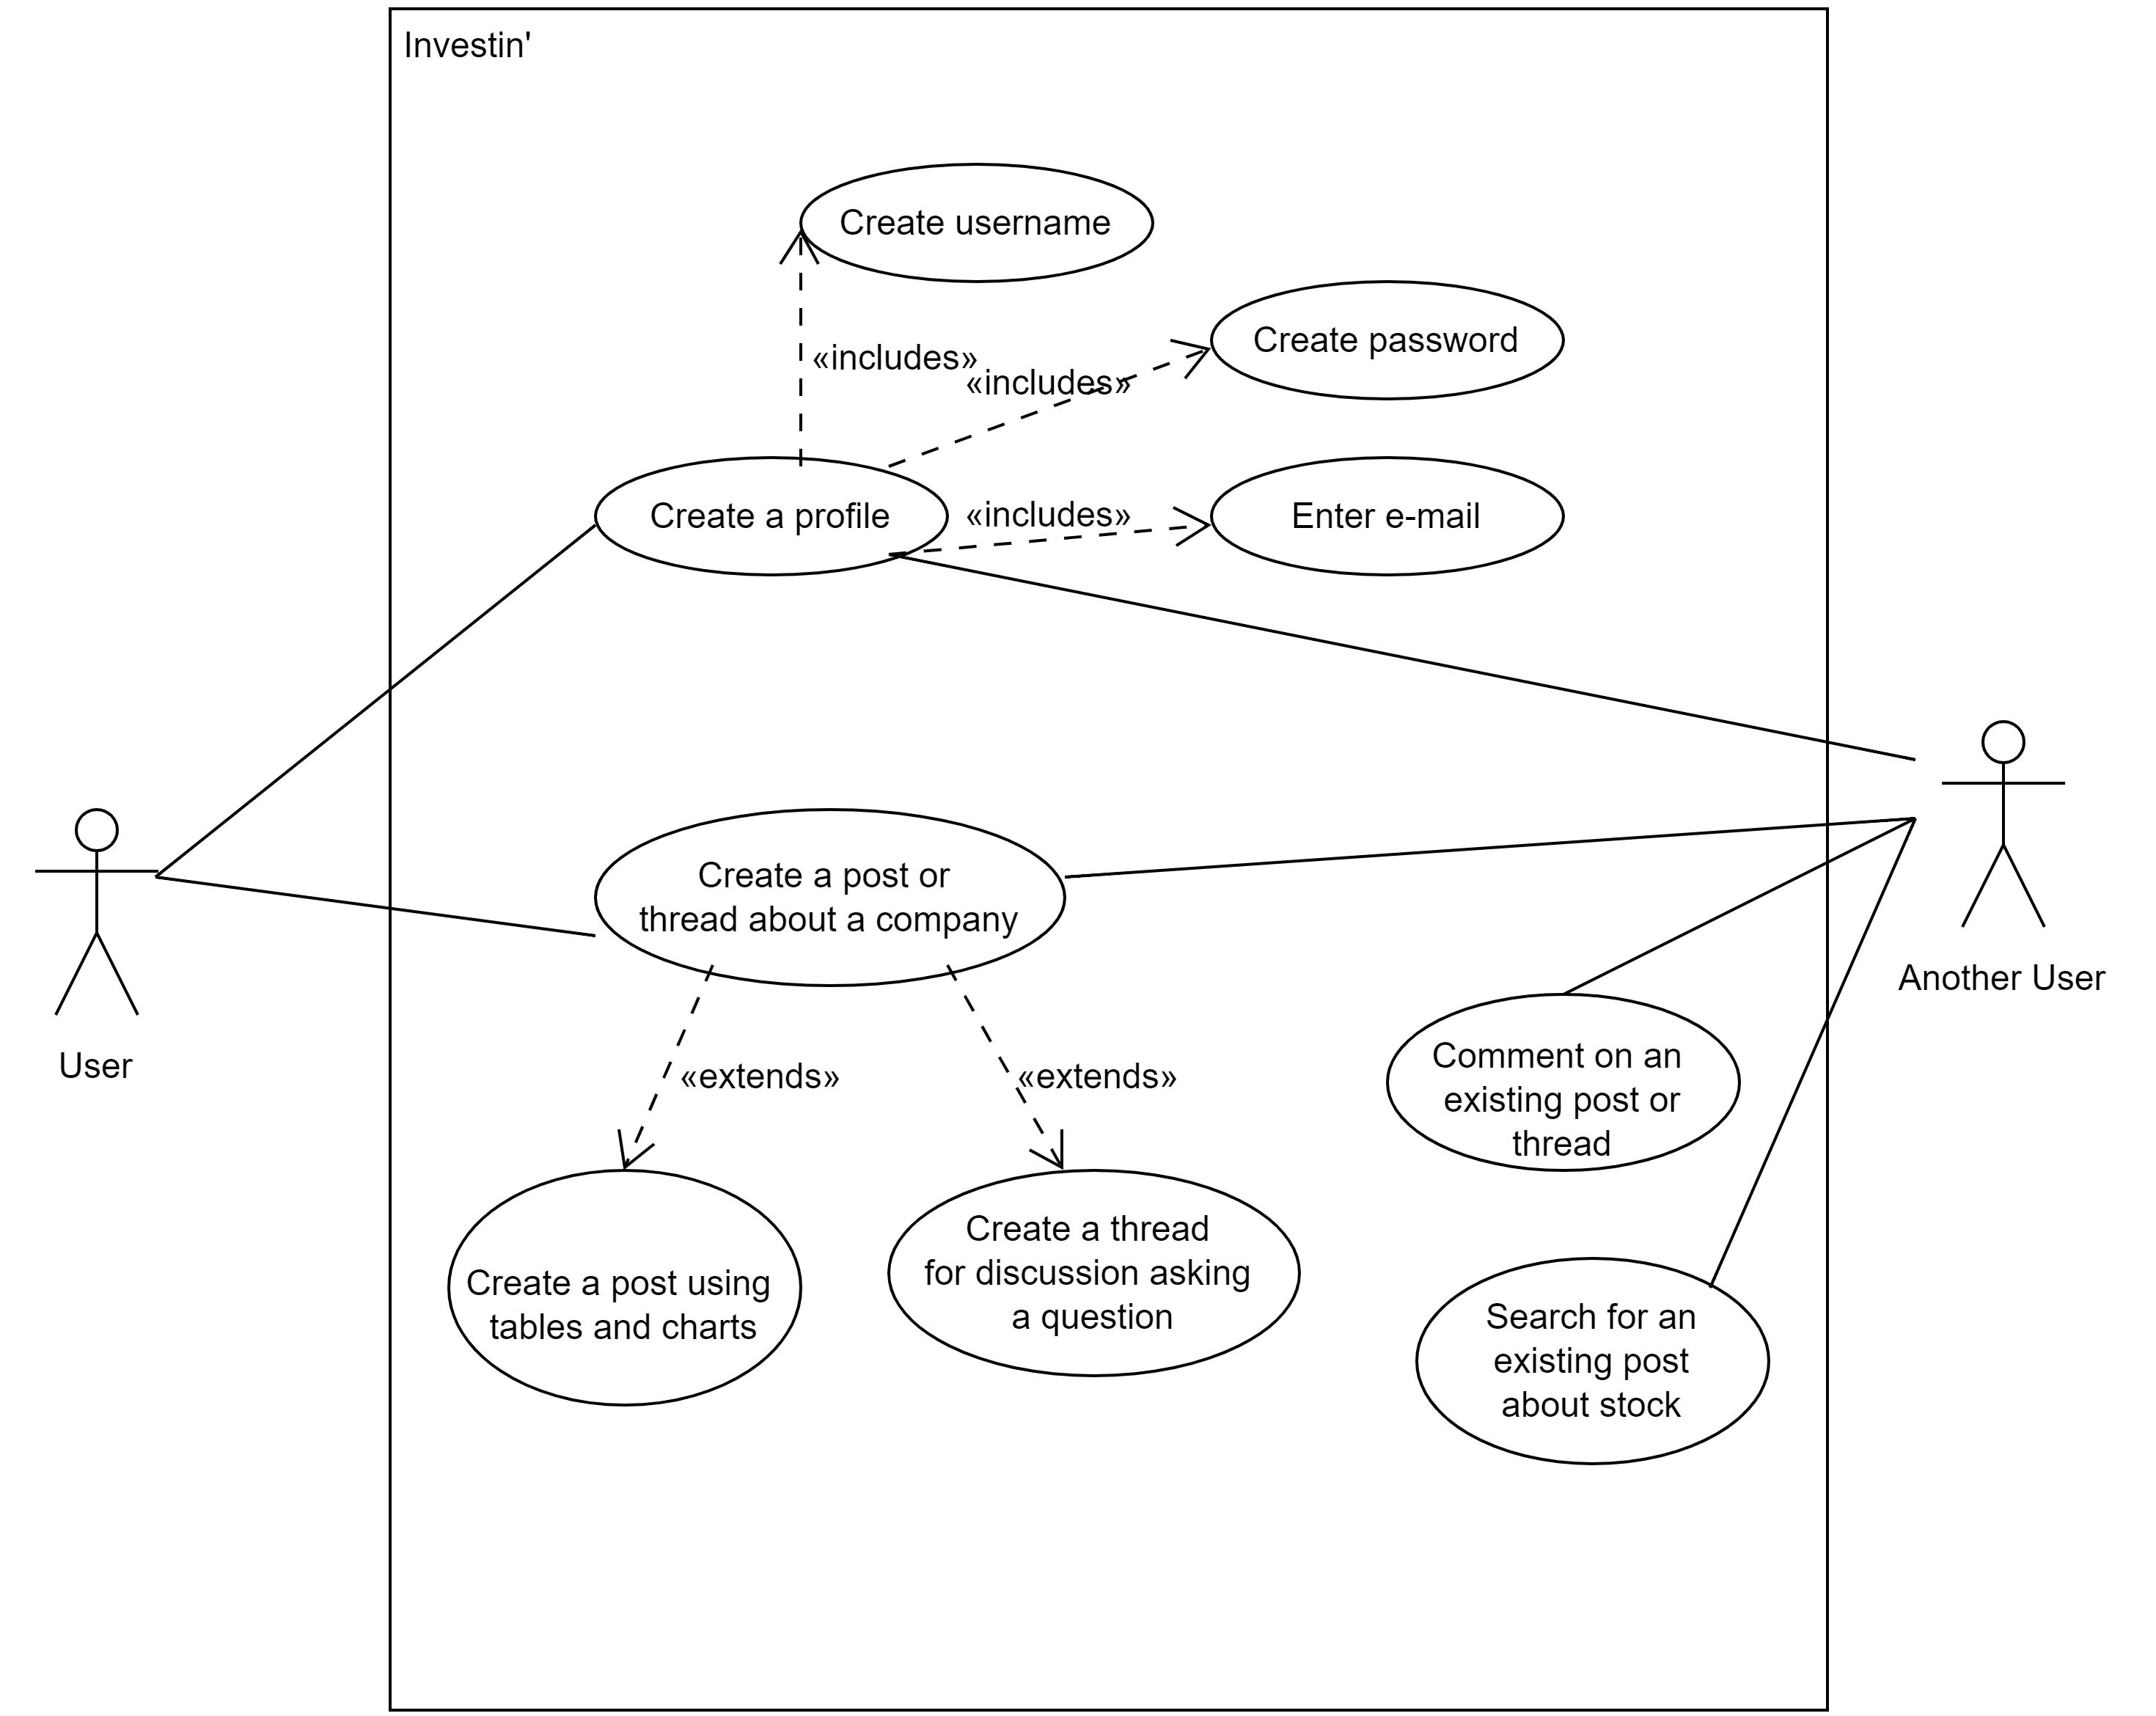 Investin'
Create username
«includes»
Create password
«includes»
Create a profile
«includes»
Enter e-mail
Create a post or
thread about a company
User
Another User
«extends»
«extends»
Comment on an
existing post or
thread
Create a post using
tables and charts
Create a thread
for discussion asking
a question
Search for an
existing post
about stock